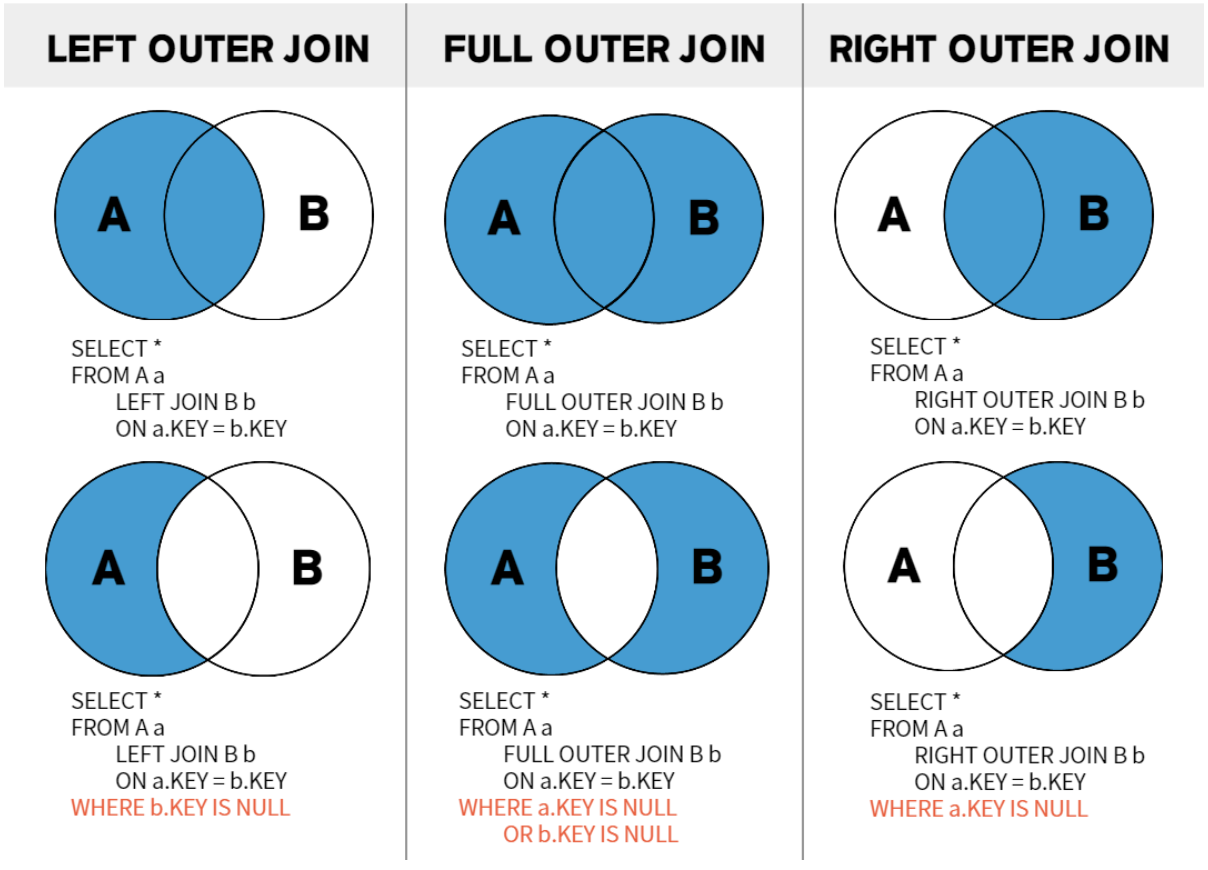 LEFT OUTER JOIN
A
B
SELECT *
FROM A a
LEFT JOIN B b
ON a.KEY = b.KEY
A
B
SELECT *
FROM A a
LEFT JOIN B b
ON a.KEY = b.KEY
WHERE b.KEY IS NULL
FULL OUTER JOIN
A
B
SELECT *
FROM A a
FULL OUTER JOIN B b
ON a.KEY = b.KEY
A
B
SELECT *
FROM A a
FULL OUTER JOIN B b
ON a.KEY = b.KEY
WHERE a.KEY IS NULL
OR b.KEY IS NULL
RIGHT OUTER JOIN
A
B
SELECT *
FROM A a
RIGHT OUTER JOIN B b
ON a.KEY = b.KEY
A
B
SELECT *
FROM A a
RIGHT OUTER JOIN B b
ON a.KEY = b.KEY
WHERE a.KEY IS NULL